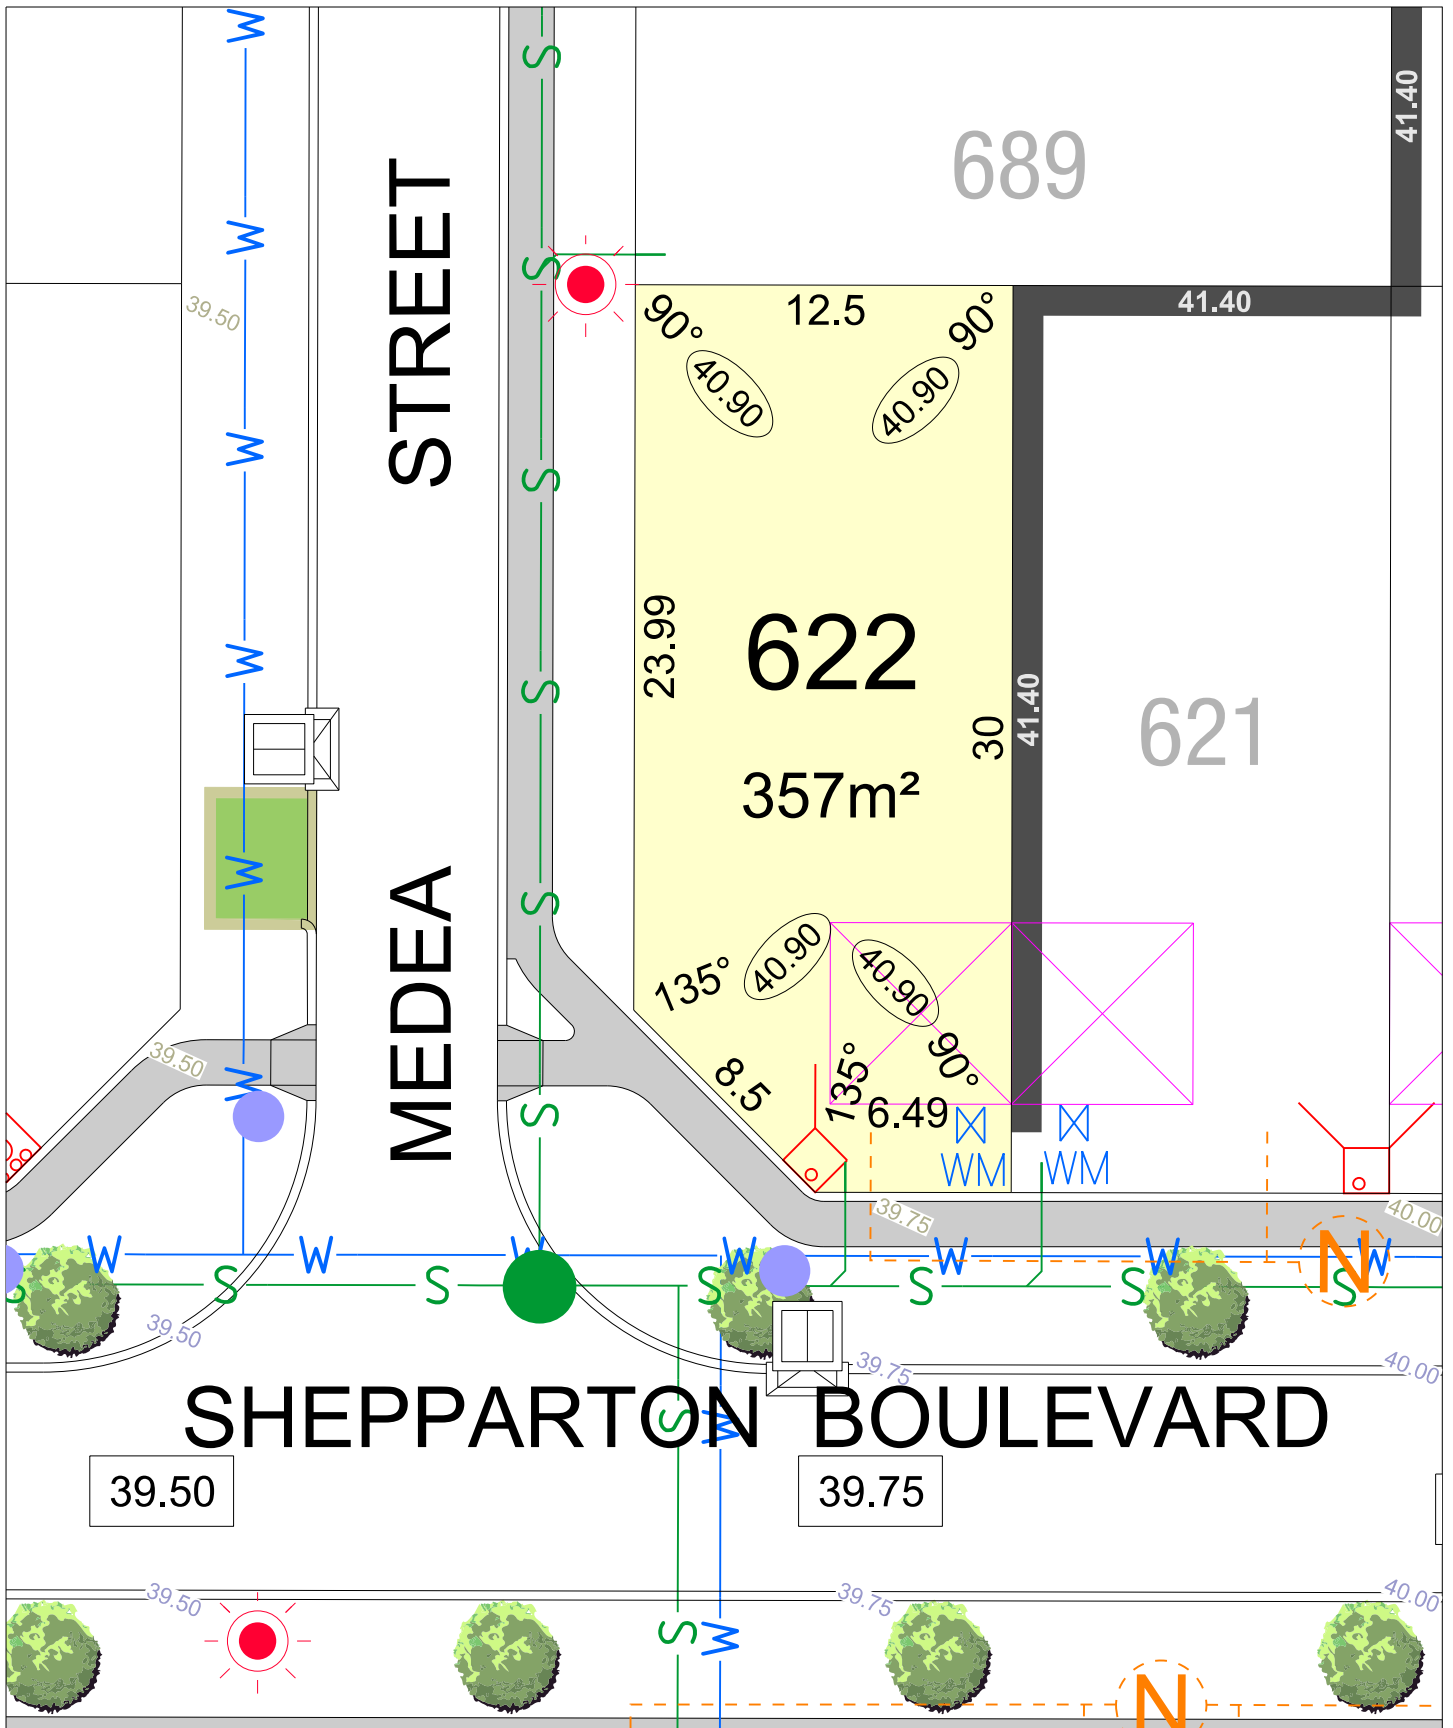 W
S
41.40
689
W
STREET
S
39.50
90°
12.5
90°
41.40
40.90
40.90
W
S
23.99
622
W
S
30
41.40
621
357m²
W
S
MEDEA
135°
40.90
40.90
39.50
W
8.5
135°
90°
6.49
S
WM
WM
39.75
40.00
W
W
W
W
W
W
W
N
S
S
S
S
S
S
S
39.50
39.75
40.00
SHEPPARTON BOULEVARD
S
W
39.50
39.75
39.50
39.75
40.00
S
W
N